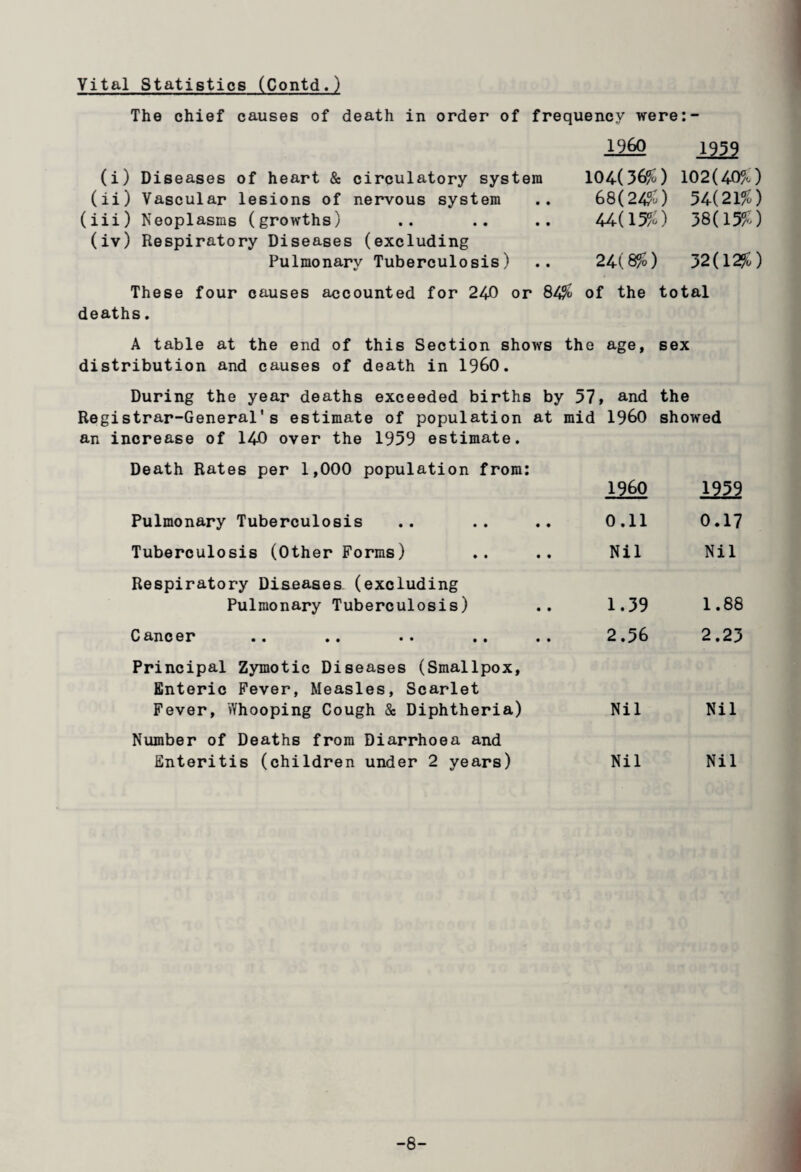 Vital Statistics (Contd.)
The chief causes of death in order of frequency were:-
1960 1959
(i) Diseases of heart & circulatory system 104(36%) 102(40%)
(ii) Vascular lesions of nervous system .. 68(24%) 54(21%)
(iii) Neoplasms (growths) .. .. .. 44(15%) 38(15%)
(iv) Respiratory Diseases (excluding
Pulmonary Tuberculosis) .. 24(8%) 32(12%)
These four causes accounted for 240 or 84% of the total
deaths.
A table at the end of this Section shows the age, sex
distribution and causes of death in 1960.
During the year deaths exceeded births by 57, and the
Registrar-General's estimate of population at mid 1960 showed
an increase of 140 over the 1959 estimate.
Death Rates per 1,000 population from:
1960 1959
Pulmonary Tuberculosis .. .. .. 0.11 0.17
Tuberculosis (Other Forms) .. .. Nil Nil
Respiratory Diseases (excluding
Pulmonary Tuberculosis) .. 1.39 1.88
Cancer .. .. .. .. .. 2.56 2.23
Principal Zymotic Diseases (Smallpox,
Enteric Fever, Measles, Scarlet
Fever, Whooping Cough & Diphtheria) Nil Nil
Number of Deaths from Diarrhoea and
Enteritis (children under 2 years) Nil Nil
-8-